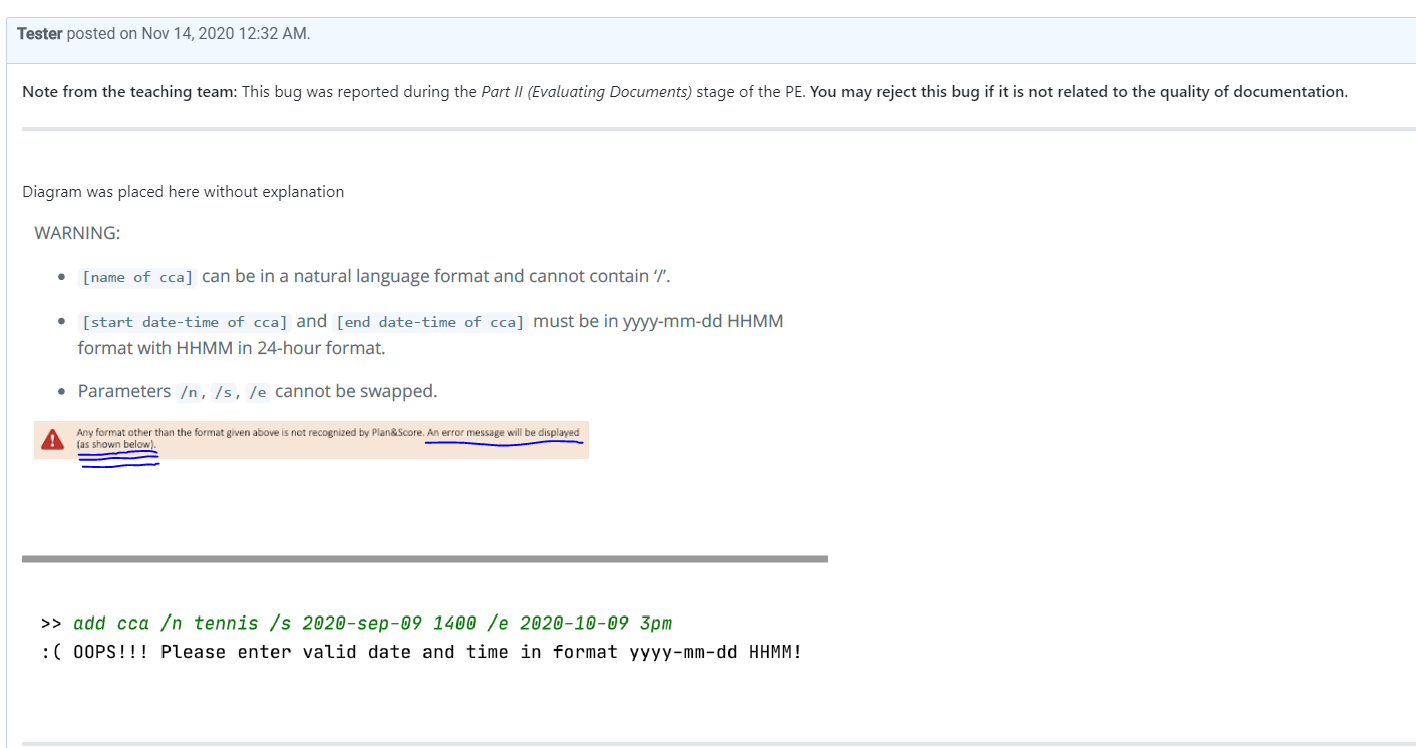 Tester posted on Nov 14, 2020 12:32 AM.
Note from the teaching team: This bug was reported during the Part II (Evaluating Documents) stage of the PE. You may reject this bug if it is not related to the quality of documentation.
Diagram was placed here without explanation
WARNING:
• [name of cca] can be in a natural language format and cannot contain ‘/’.
• [start date-time of cca] and [end date-time of cca] must be in yyyy-mm-dd HHMM
format with HHMM in 24-hour format.
• Parameters /n, /s, /e cannot be swapped.
Any format other than the format given above is not recognized by Plan&Score. An error message will be displayed
(as shown below).
>> add cca /n tennis /s 2020-sep-09 1400 /e 2020-10-09 3pm
:( OOPS!!! Please enter valid date and time in format yyyy-mm-dd HHMM!